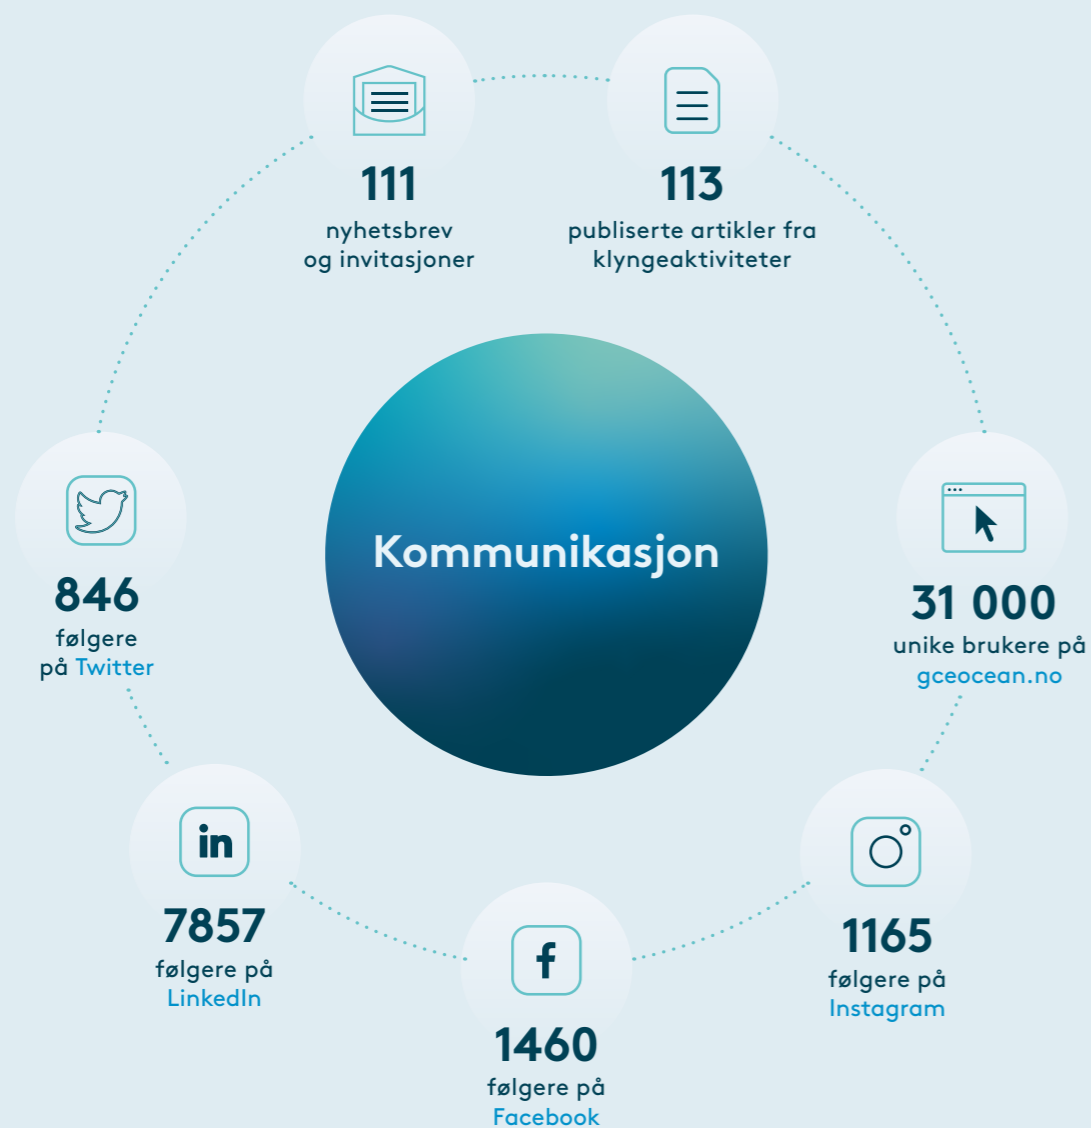 111
nyhetsbrev
og invitasjoner
113
publiserte artikler fra
klyngeaktiviteter
Kommunikasjon
846
følgere
på Twitter
31 000
unike brukere på
gceocean.no
in
7857
følgere på
LinkedIn
1165
følgere på
Instagram
f
1460
følgere på
Facebook